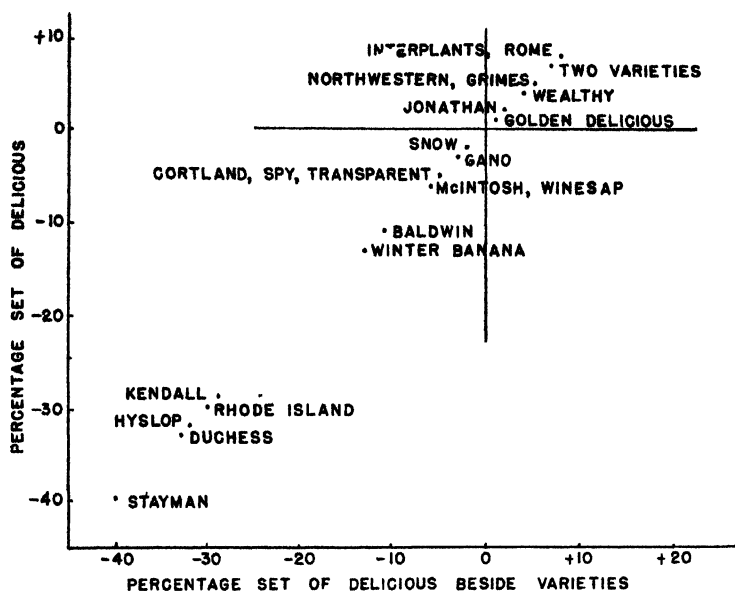 +10
INTERPLANTS, ROME
TWO VARIETIES
NORTHWESTERN, GRIMES
WEALTHY
JONATHAN
GOLDEN DELICIOUS
0
SNOW
GANO
CORTLAND, SPY, TRANSPARENT
McINTOSH, WINESAP
-10
BALDWIN
WINTER BANANA
-20
KENDALL
-30
RHODE ISLAND
HYSLOP
DUCHESS
-40
STAYMAN
PERCENTAGE SET OF DELICIOUS
-40 -30 -20 -10 0 +10 +20
PERCENTAGE SET OF DELICIOUS BESIDE VARIETIES